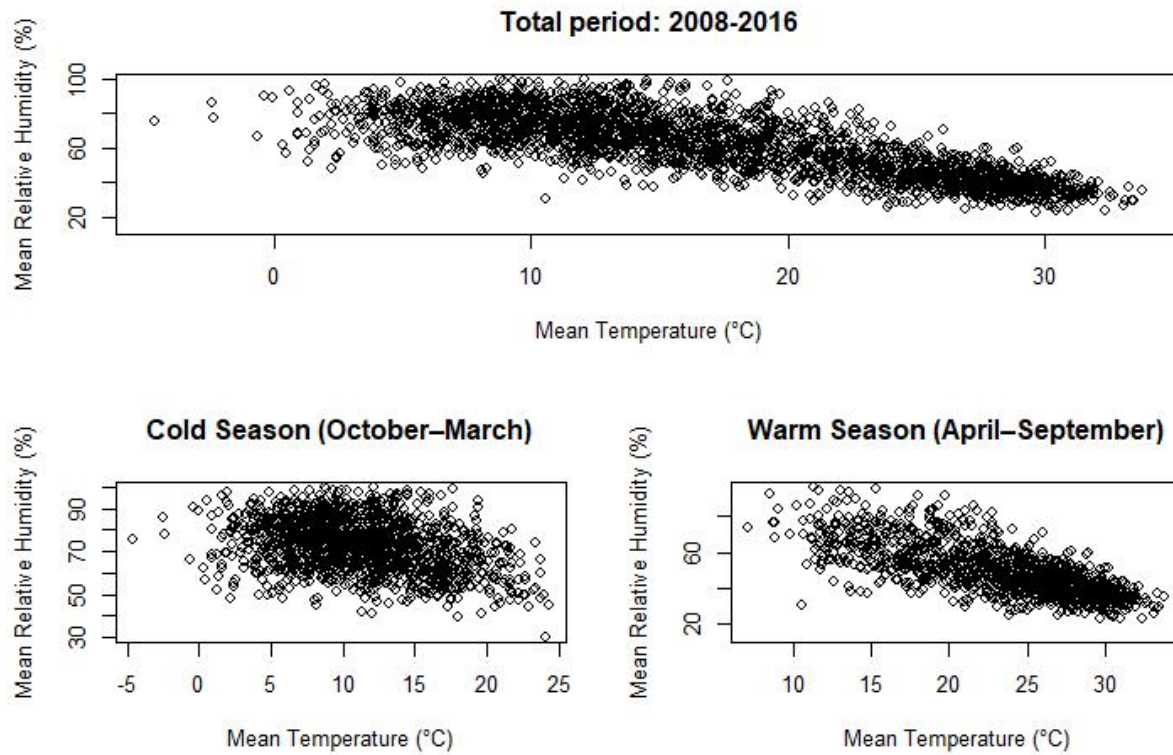 Total period: 2008-2016
Mean Relative Humidity (%)
100
60
20
0
10
20
30
Mean Temperature (°C)
Cold Season (October–March)
Mean Relative Humidity (%)
90
70
50
30
-5
0
5
10
15
20
25
Mean Temperature (°C)
Warm Season (April–September)
Mean Relative Humidity (%)
60
20
10
15
20
25
30
Mean Temperature (°C)